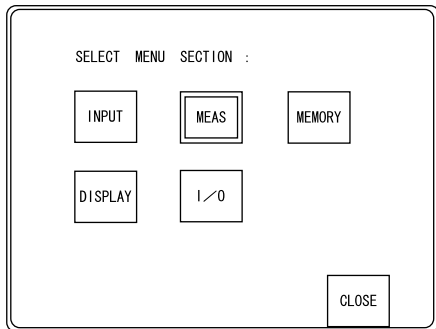 SELECT MENU SECTION :
INPUT MEAS MEMORY
DISPLAY I／O
CLOSE